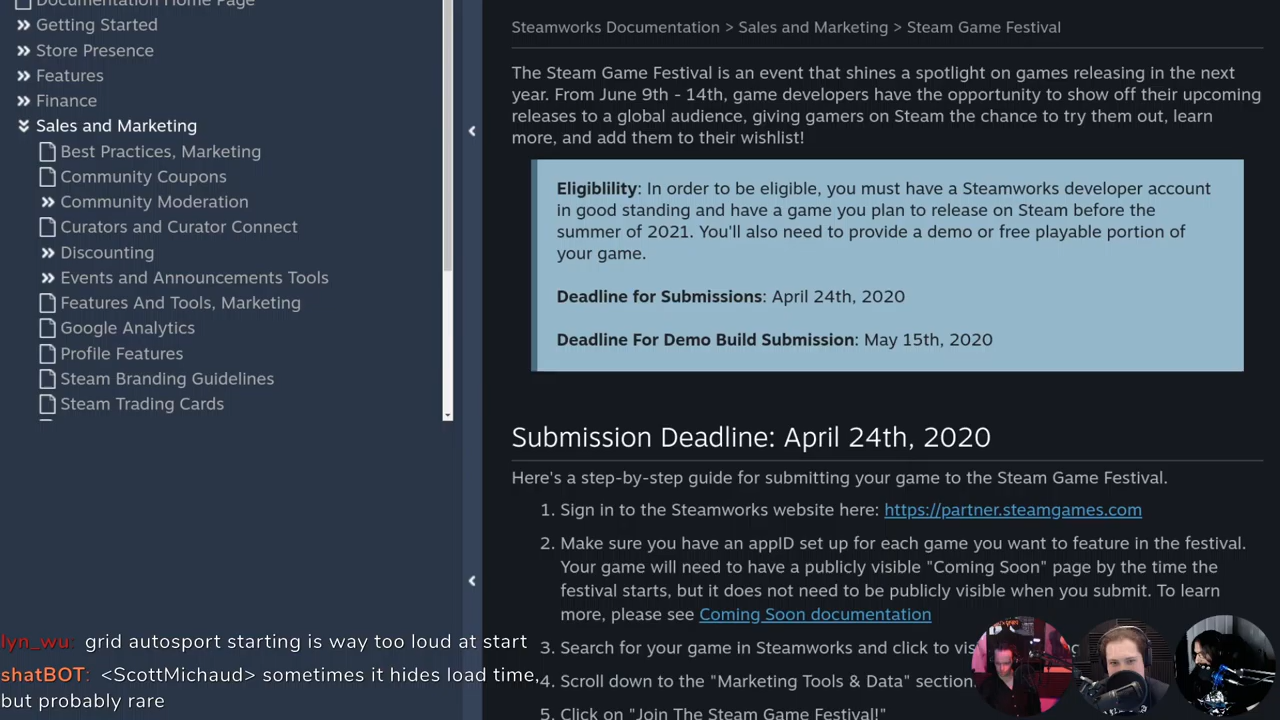 Documentation Home Page
Getting Started
Store Presence
Features
Finance
Sales and Marketing
Best Practices, Marketing
Community Coupons
Community Moderation
Curators and Curator Connect
Discounting
Events and Announcements Tools
Features And Tools, Marketing
Google Analytics
Profile Features
Steam Branding Guidelines
Steam Trading Cards
Steamworks Documentation > Sales and Marketing > Steam Game Festival
The Steam Game Festival is an event that shines a spotlight on games releasing in the next
year. From June 9th - 14th, game developers have the opportunity to show off their upcoming
releases to a global audience, giving gamers on Steam the chance to try them out, learn
more, and add them to their wishlist!
Eligiblility: In order to be eligible, you must have a Steamworks developer account
in good standing and have a game you plan to release on Steam before the
summer of 2021. You'll also need to provide a demo or free playable portion of
your game.
Deadline for Submissions: April 24th, 2020
Deadline For Demo Build Submission: May 15th, 2020
Submission Deadline: April 24th, 2020
Here's a step-by-step guide for submitting your game to the Steam Game Festival.
1. Sign in to the Steamworks website here: https://partner.steamgames.com
2. Make sure you have an appID set up for each game you want to feature in the festival.
Your game will need to have a publicly visible "Coming Soon" page by the time the
festival starts, but it does not need to be publicly visible when you submit. To learn
more, please see Coming Soon documentation
3. Search for your game in Steamworks and click to
4. Scroll down to the "Marketing Tools & Data" section.
5. Click on "Join The Steam Game Festival!"
lyn_wu: grid autosport starting is way too loud at start
shatBOT: <ScottMichaud> sometimes it hides load time,
but probably rare